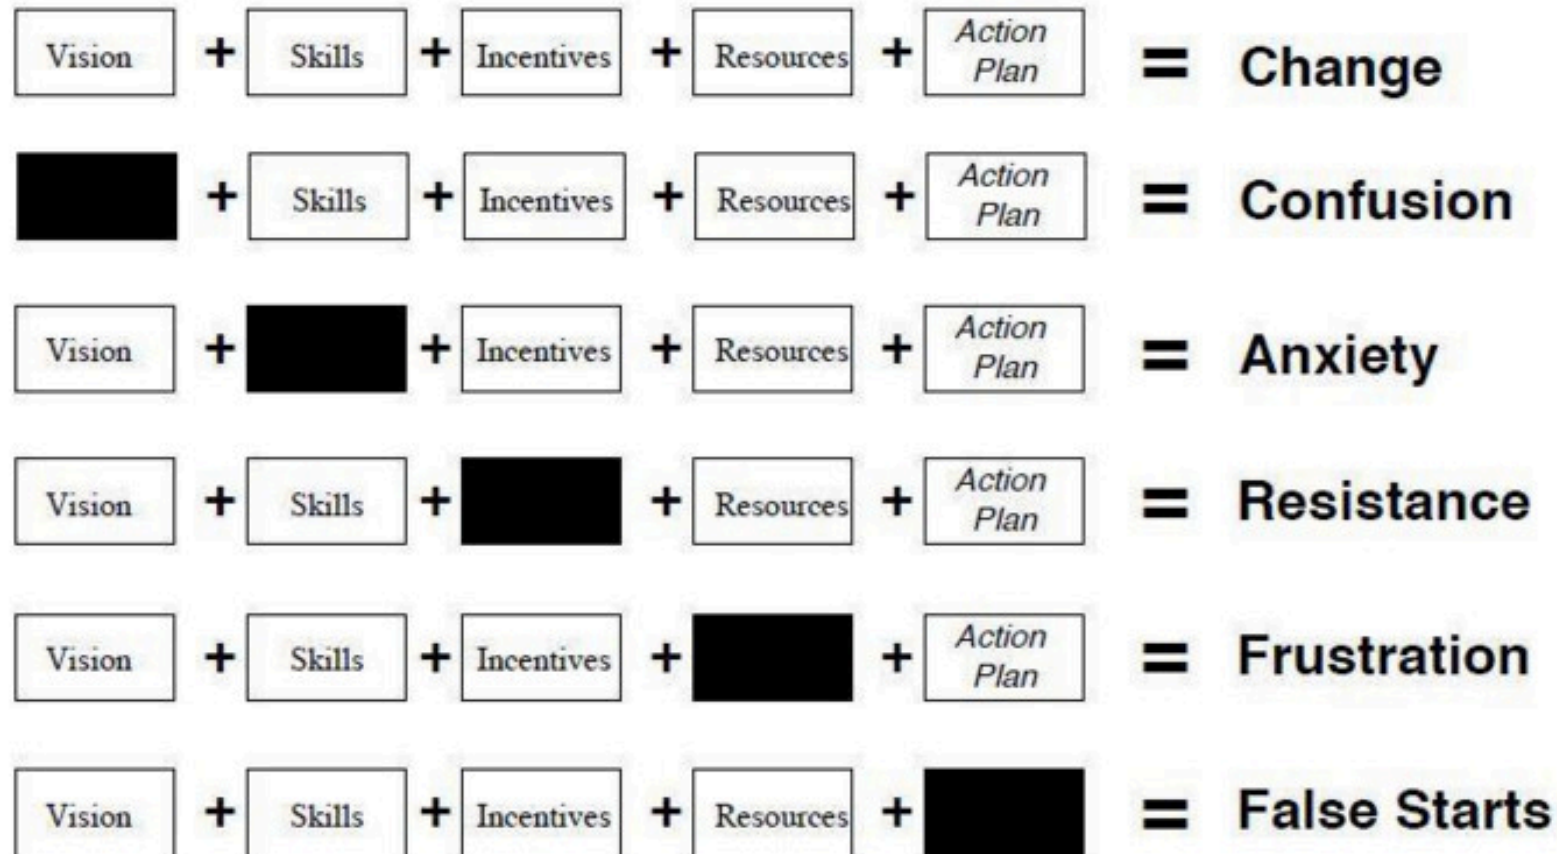 Vision + Skills + Incentives + Resources + Action Plan = Change
+ Skills + Incentives + Resources + Action Plan = Confusion
Vision + + Incentives + Resources + Action Plan = Anxiety
Vision + Skills + + Resources + Action Plan = Resistance
Vision + Skills + Incentives + + Action Plan = Frustration
Vision + Skills + Incentives + Resources + = False Starts